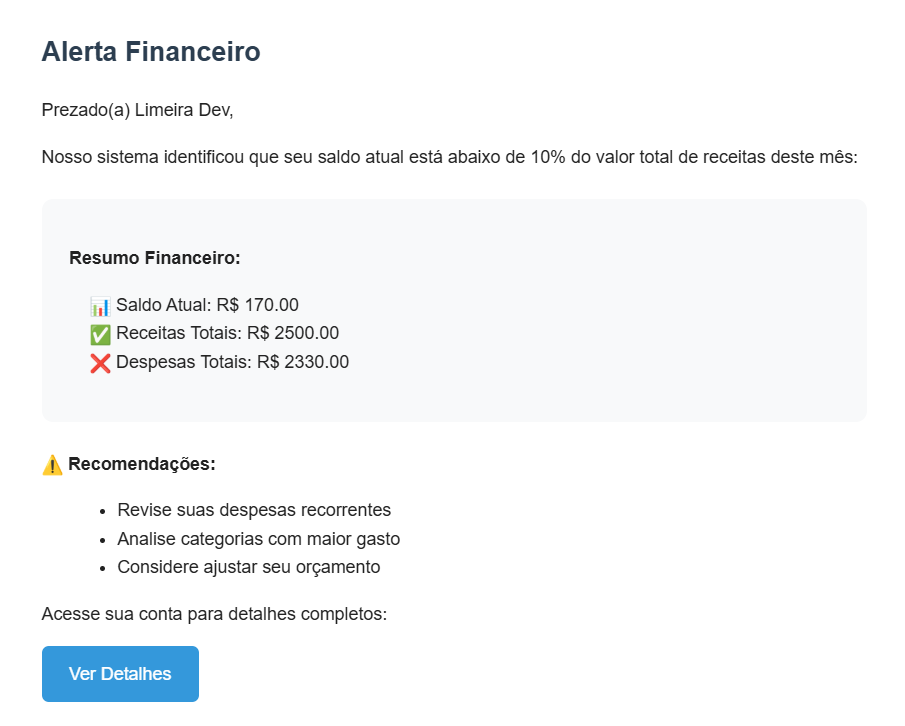 Alerta Financeiro
Prezado(a) Limeira Dev,
Nosso sistema identificou que seu saldo atual está abaixo de 10% do valor total de receitas deste mês:
Resumo Financeiro:
📊 Saldo Atual: R$ 170.00
✅ Receitas Totais: R$ 2500.00
❌ Despesas Totais: R$ 2330.00
⚠️ Recomendações:
• Revise suas despesas recorrentes
• Analise categorias com maior gasto
• Considere ajustar seu orçamento
Acesse sua conta para detalhes completos:
Ver Detalhes